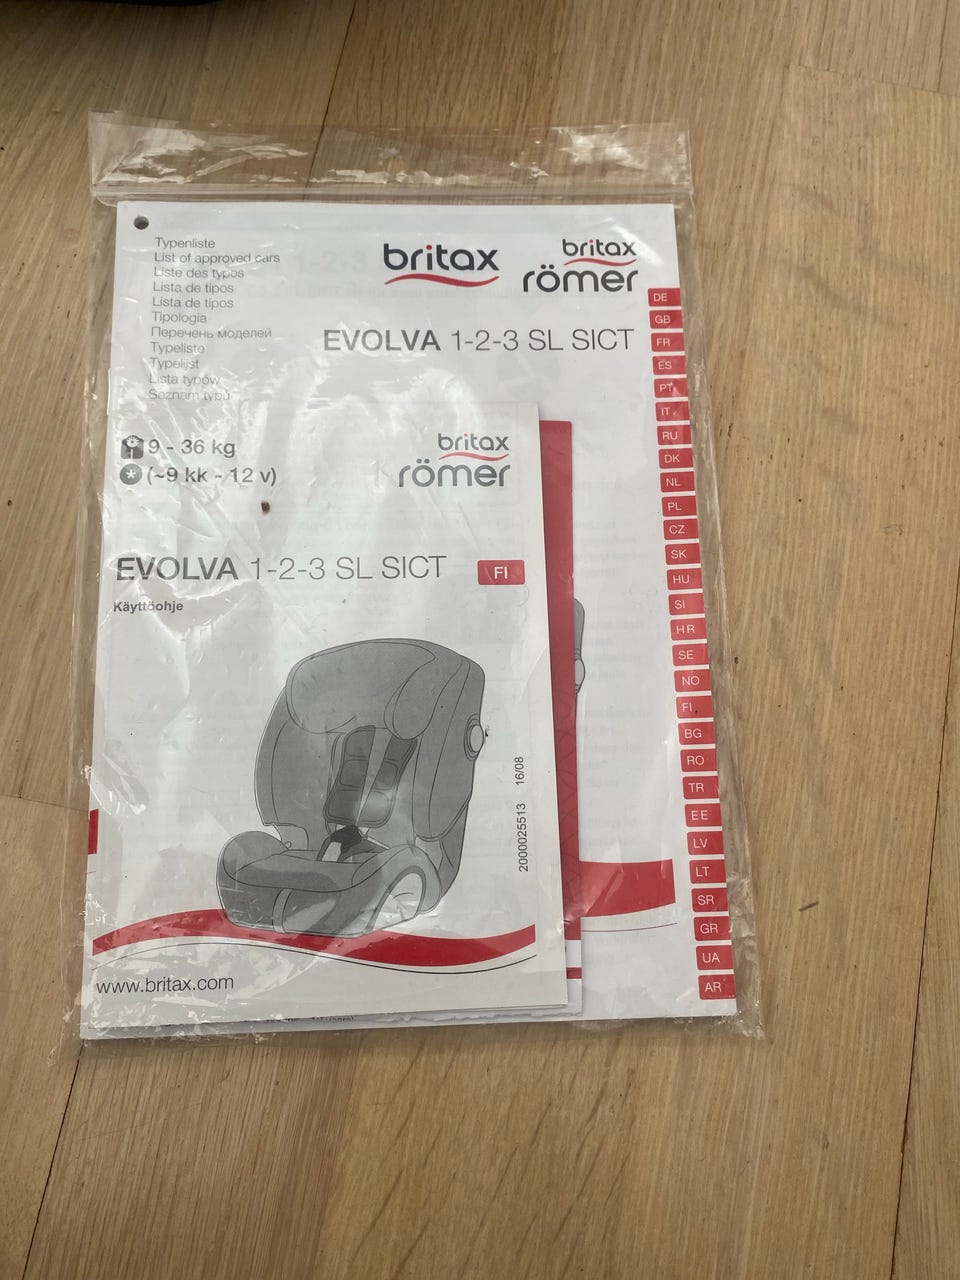 Typenliste
List of approved cars
Liste des types
Lista de tipos
Lista de tipos
Tipologia
Перечень моделей
Typeliste
Typelijst
Lista typów
Seznam typů
britax
britax
römer
EVOLVA 1-2-3 SL SICT
DE
GB
FR
ES
PT
IT
RU
DK
NL
PL
CZ
SK
HU
SI
HR
SE
NO
FI
BG
RO
TR
EE
LV
LT
SR
GR
UA
AR
9 - 36 kg
(~9 kk - 12 v)
britax
römer
EVOLVA 1-2-3 SL SICT
FI
Käyttöohje
2000025513 16/08
www.britax.com